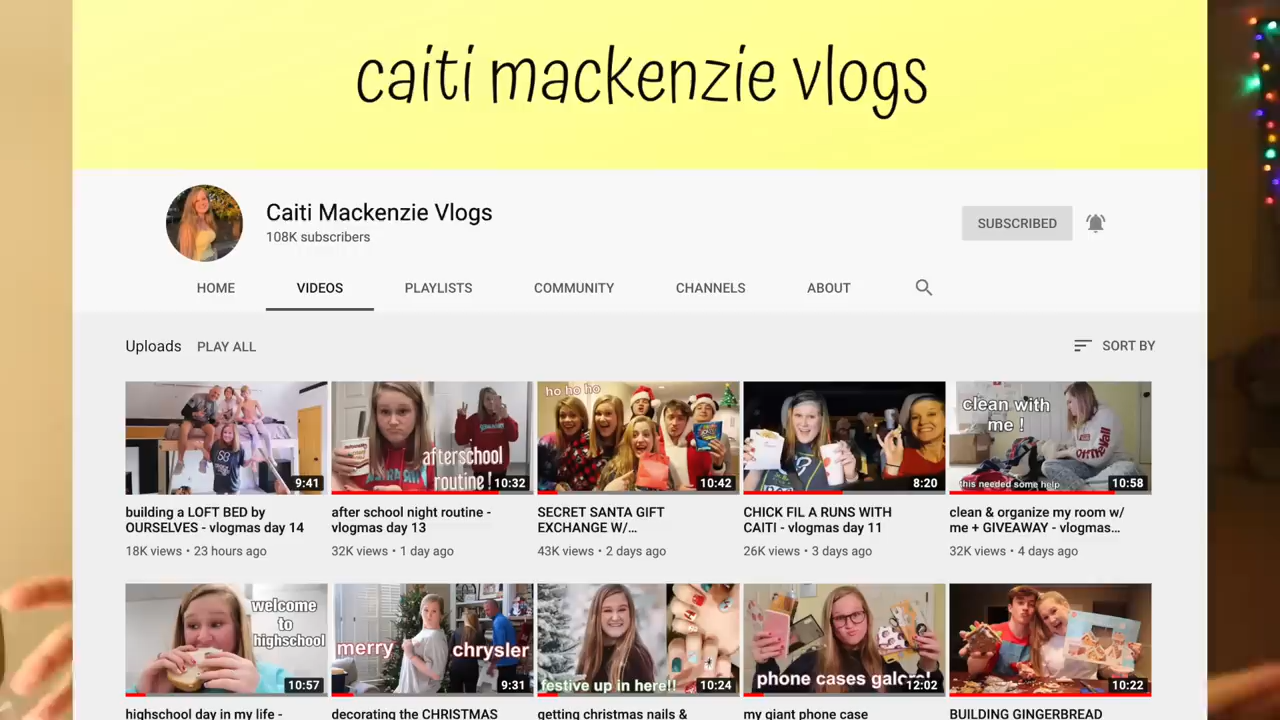 caiti mackenzie vlogs
Caiti Mackenzie Vlogs
108K subscribers
SUBSCRIBED
HOME VIDEOS PLAYLISTS COMMUNITY CHANNELS ABOUT
Uploads PLAY ALL
SORT BY
9:41
building a LOFT BED by
OURSELVES - vlogmas day 14
18K views • 23 hours ago
afterschool
routine !
10:32
after school night routine -
vlogmas day 13
32K views • 1 day ago
ho ho ho
10:42
SECRET SANTA GIFT
EXCHANGE W/...
43K views • 2 days ago
8:20
CHICK FIL A RUNS WITH
CAITI - vlogmas day 11
26K views • 3 days ago
clean with
me !
this needed some help
10:58
clean & organize my room w/
me + GIVEAWAY - vlogmas...
32K views • 4 days ago
welcome
to
highschool
10:57
highschool day in my life -
merry chrysler
9:31
decorating the CHRISTMAS
festive up in here!!
10:24
getting christmas nails &
phone cases galore!
12:02
my giant phone case
10:22
BUILDING GINGERBREAD